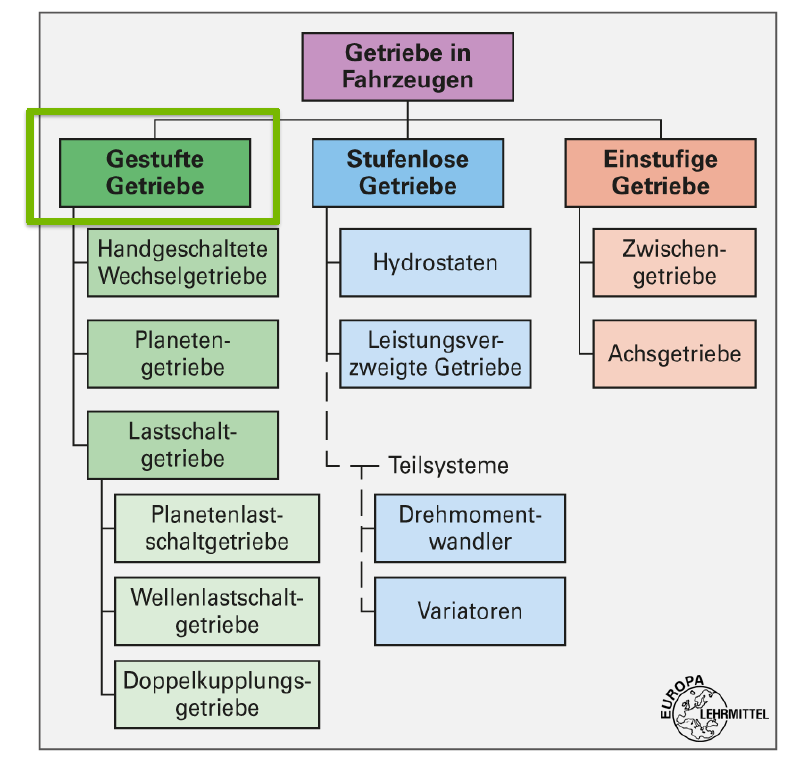 Getriebe in
Fahrzeugen
Gestufte
Getriebe
Handgeschaltete
Wechselgetriebe
Planeten-
getriebe
Lastschalt-
getriebe
Planetenlast-
schaltgetriebe
Wellenlastschalt-
getriebe
Doppelkupplungs-
getriebe
Stufenlose
Getriebe
Hydrostaten
Leistungsver-
zweigte Getriebe
Teilsysteme
Drehmoment-
wandler
Variatoren
Einstufige
Getriebe
Zwischen-
getriebe
Achsgetriebe
EUROPA
LEHRMITTEL